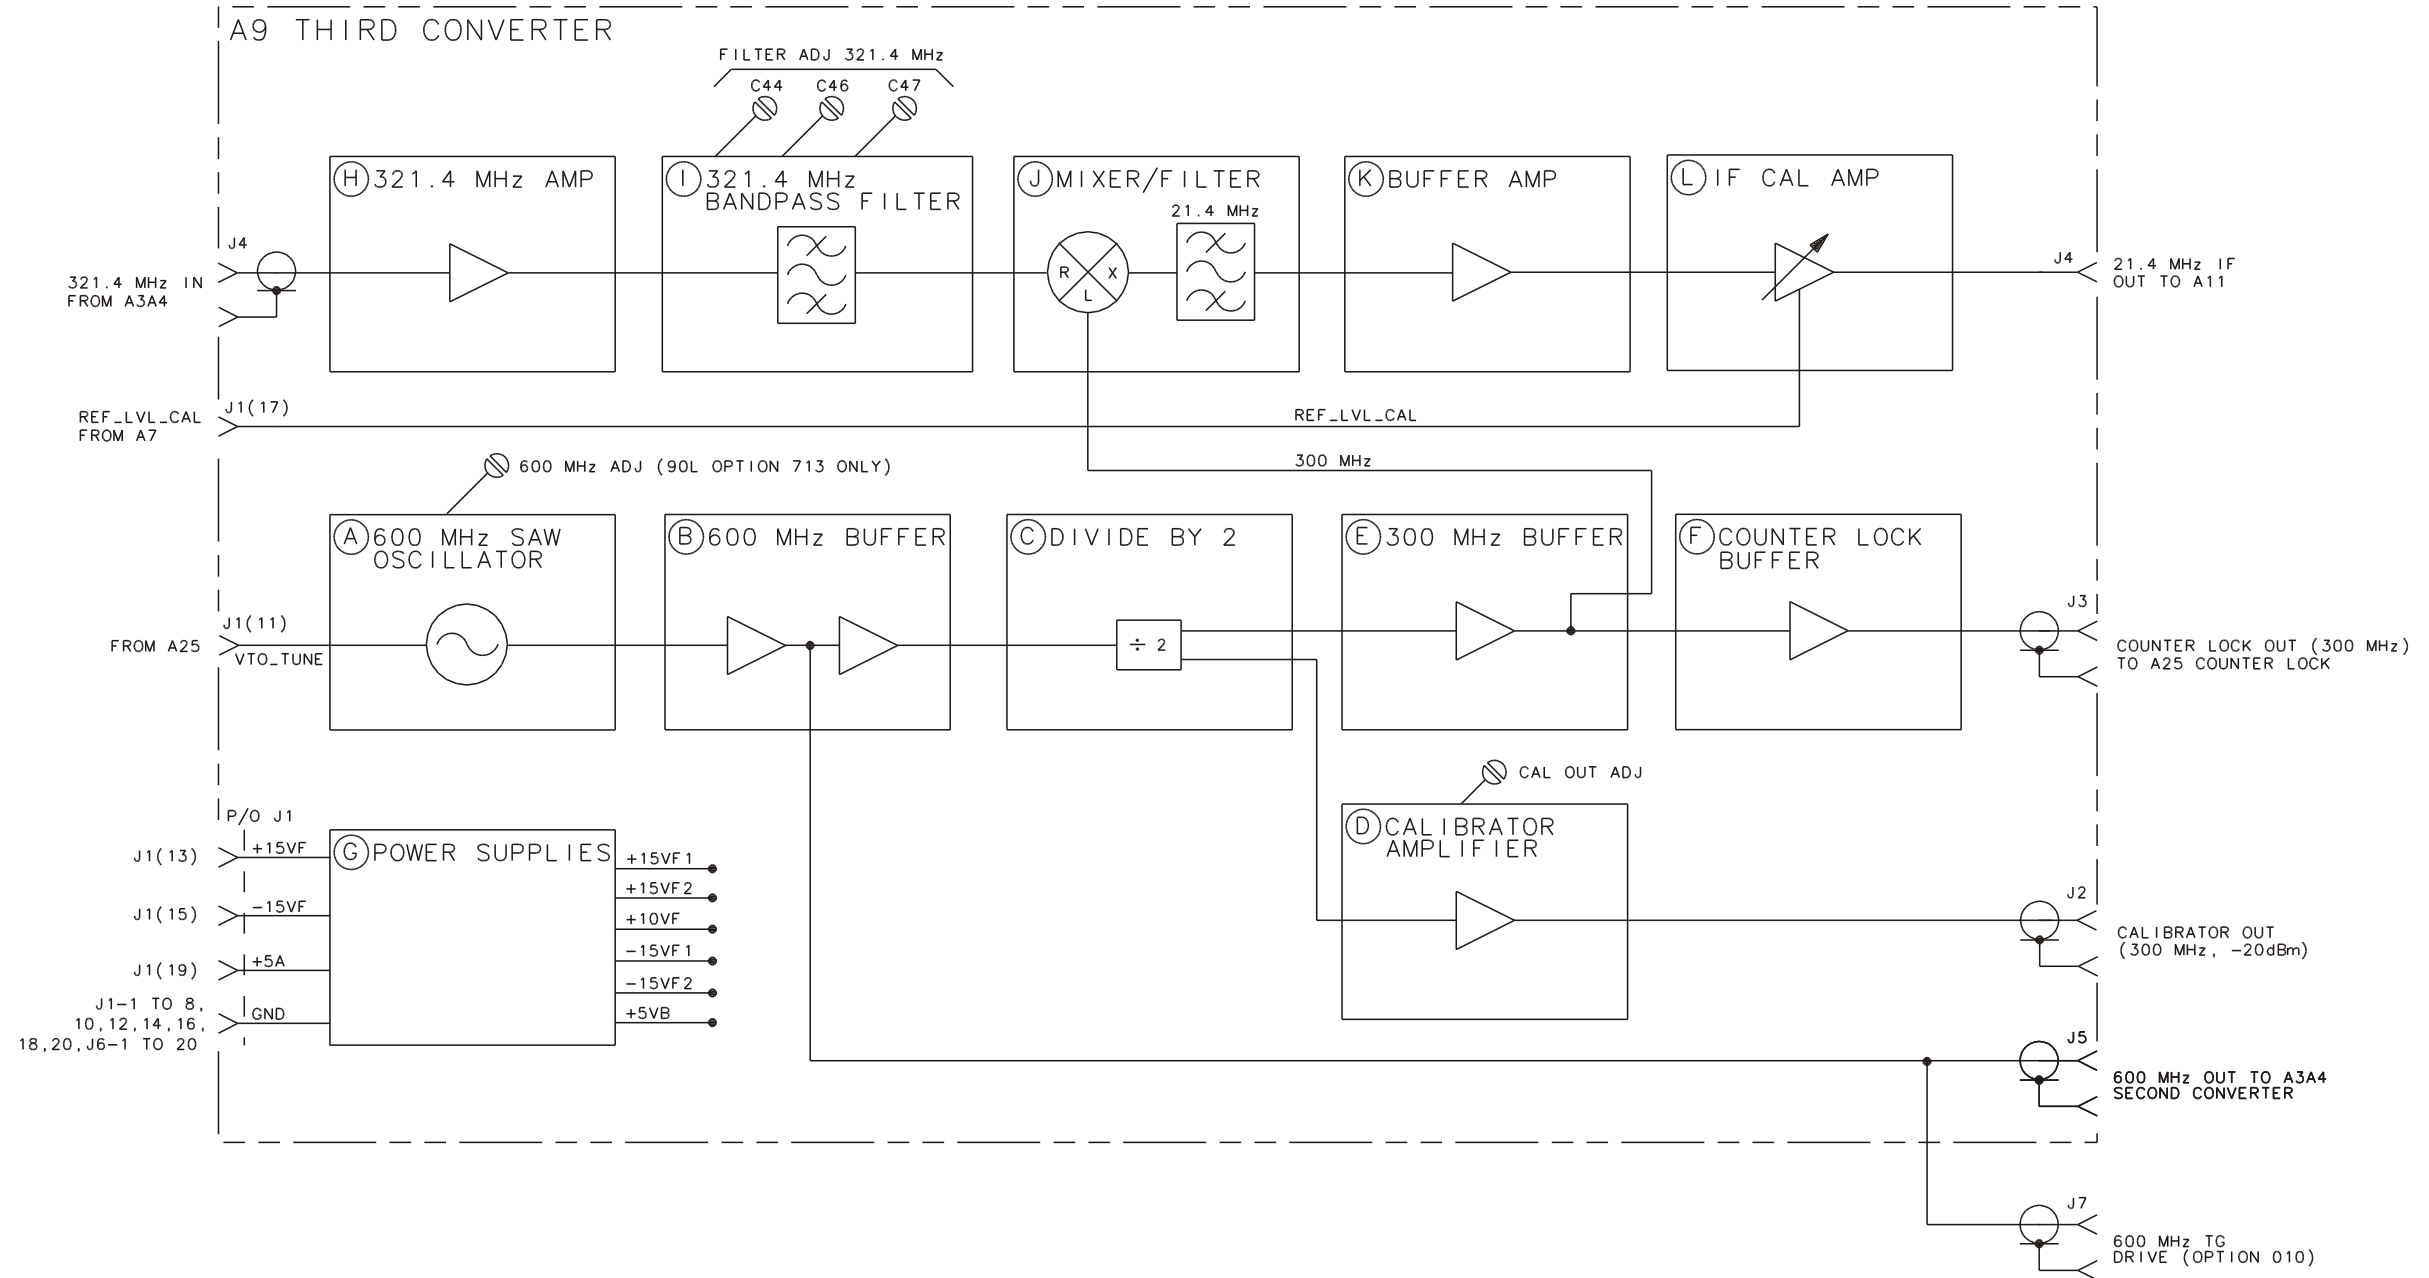 A9 THIRD CONVERTER
FILTER ADJ 321.4 MHz
C44
C46
C47
H 321.4 MHz AMP
I 321.4 MHz
BANDPASS FILTER
J MIXER/FILTER
21.4 MHz
R
X
L
K BUFFER AMP
L IF CAL AMP
J4
321.4 MHz IN
FROM A3A4
J4
21.4 MHz IF
OUT TO A11
REF_LVL_CAL
FROM A7
J1(17)
REF_LVL_CAL
600 MHz ADJ (90L OPTION 713 ONLY)
300 MHz
A 600 MHz SAW
OSCILLATOR
B 600 MHz BUFFER
C DIVIDE BY 2
÷ 2
E 300 MHz BUFFER
F COUNTER LOCK
BUFFER
FROM A25
J1(11)
VTO_TUNE
J3
COUNTER LOCK OUT (300 MHz)
TO A25 COUNTER LOCK
CAL OUT ADJ
D CALIBRATOR
AMPLIFIER
P/O J1
J1(13)
+15VF
J1(15)
-15VF
J1(19)
+5A
J1-1 TO 8,
10,12,14,16,
18,20,J6-1 TO 20
GND
G POWER SUPPLIES
+15VF1
+15VF2
+10VF
-15VF1
-15VF2
+5VB
J2
CALIBRATOR OUT
(300 MHz, -20dBm)
J5
600 MHz OUT TO A3A4
SECOND CONVERTER
J7
600 MHz TG
DRIVE (OPTION 010)